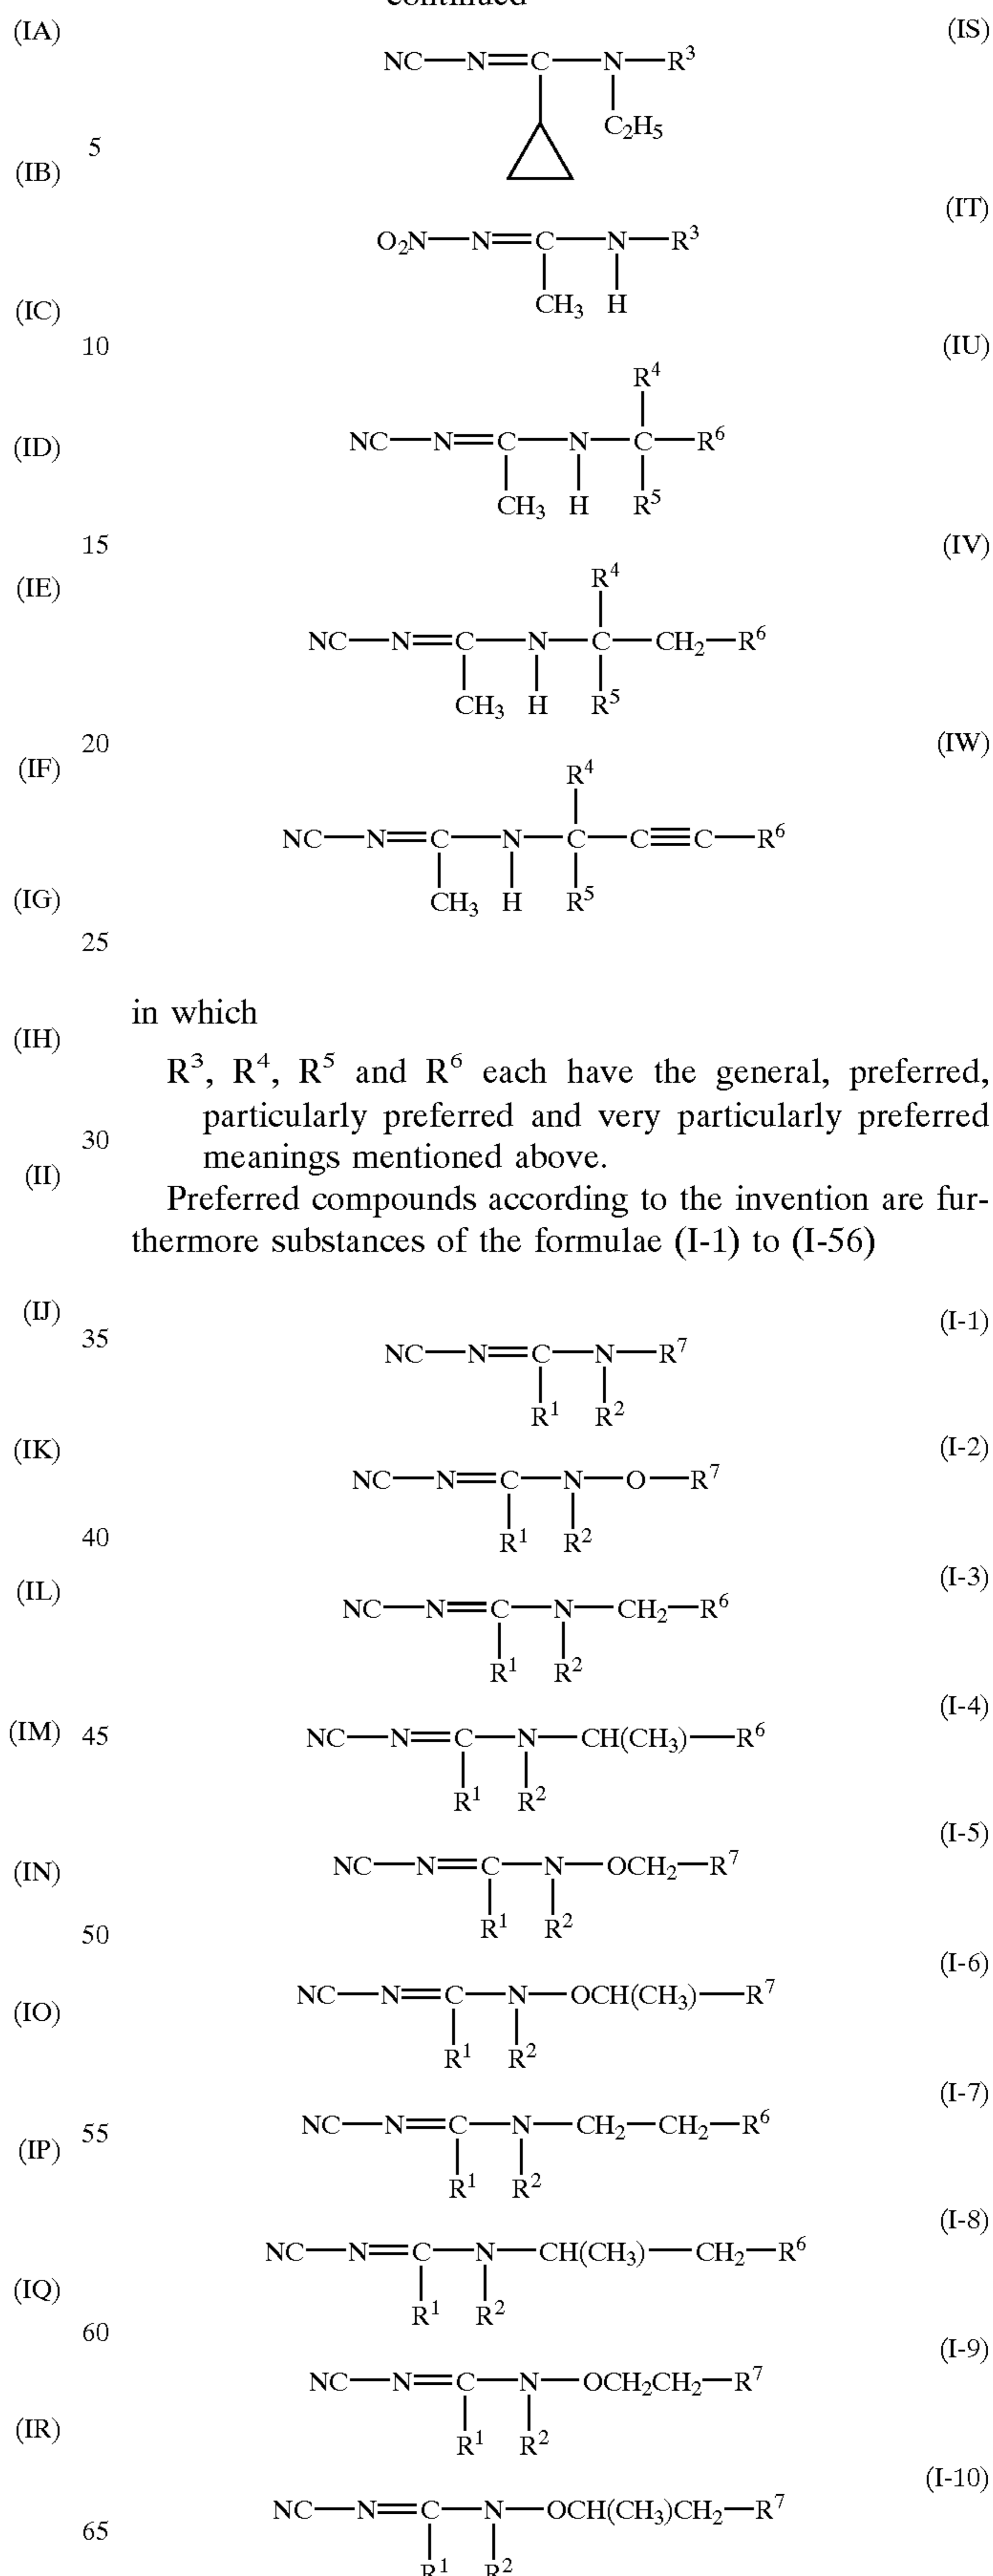 continued
(IA)
(IS)
NC—N=C—N—R³
C₂H₅
5
(IB)
(IT)
O₂N—N=C—N—R³
CH₃ H
(IC)
10
(IU)
R⁴
(ID)
NC—N=C—N—C—R⁶
CH₃ H R⁵
15
(IV)
(IE)
R⁴
NC—N=C—N—C—CH₂—R⁶
CH₃ H R⁵
20
(IW)
(IF)
R⁴
NC—N=C—N—C—C≡C—R⁶
(IG)
CH₃ H R⁵
25
in which
(IH)
R³, R⁴, R⁵ and R⁶ each have the general, preferred,
particularly preferred and very particularly preferred
30
meanings mentioned above.
(II)
Preferred compounds according to the invention are fur-
thermore substances of the formulae (I-1) to (I-56)
(IJ)
(I-1)
35
NC—N=C—N—R⁷
R¹ R²
(IK)
(I-2)
NC—N=C—N—O—R⁷
40
R¹ R²
(IL)
(I-3)
NC—N=C—N—CH₂—R⁶
R¹ R²
(I-4)
(IM)
45
NC—N=C—N—CH(CH₃)—R⁶
R¹ R²
(I-5)
(IN)
NC—N=C—N—OCH₂—R⁷
R¹ R²
50
(I-6)
(IO)
NC—N=C—N—OCH(CH₃)—R⁷
R¹ R²
(I-7)
55
NC—N=C—N—CH₂—CH₂—R⁶
(IP)
R¹ R²
(I-8)
NC—N=C—N—CH(CH₃)—CH₂—R⁶
(IQ)
R¹ R²
60
(I-9)
NC—N=C—N—OCH₂CH₂—R⁷
(IR)
R¹ R²
(I-10)
NC—N=C—N—OCH(CH₃)CH₂—R⁷
65
R¹ R²